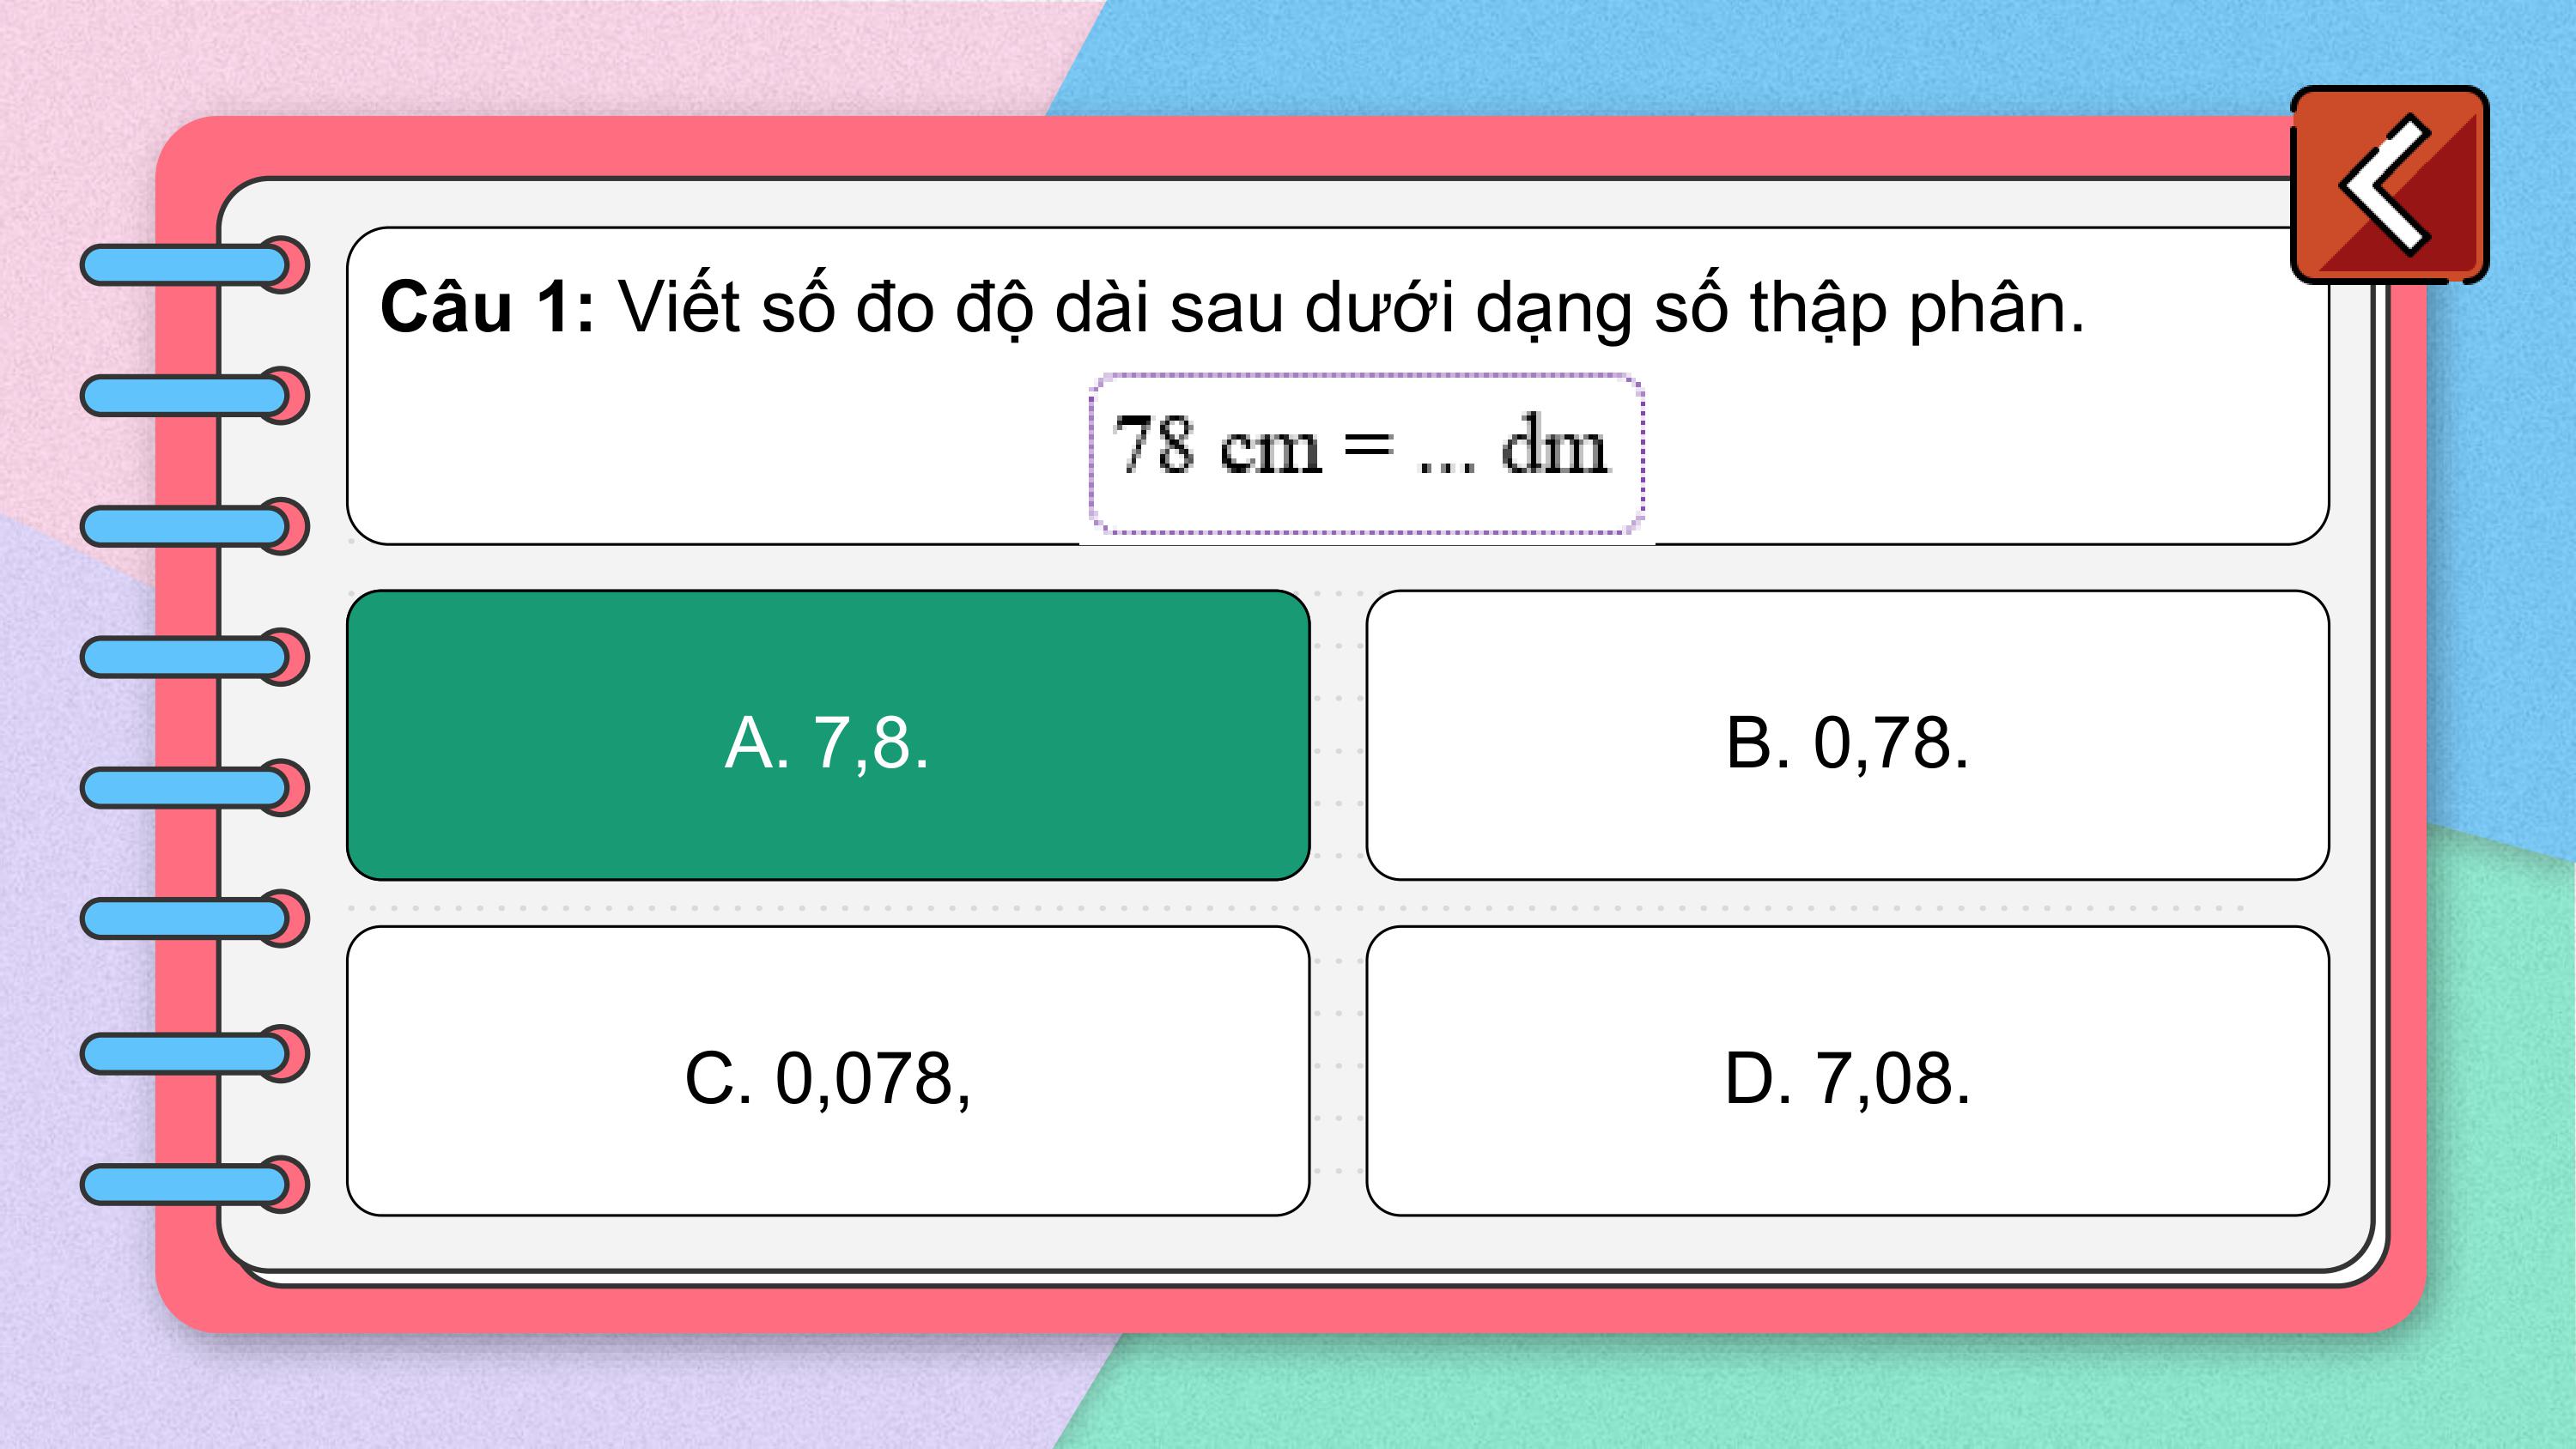 Câu 1: Viết số đo độ dài sau dưới dạng số thập phân.
78 cm = ... dm
A. 7,8.
B. 0,78.
C. 0,078,
D. 7,08.